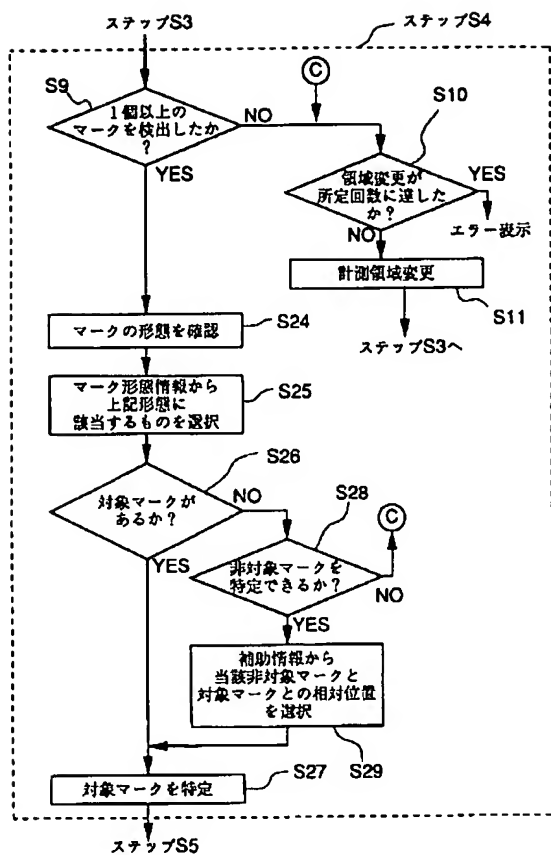 ステップS3
ステップS4
S9
1個以上の
マークを検出したか
?
NO
YES
C
S10
領域変更が
所定回数に達した
か?
YES
NO
エラー表示
計測領域変更
S11
ステップS3へ
マークの形態を確認
S24
マーク形態情報から
上記形態に
該当するものを選択
S25
S26
対象マークが
あるか?
NO
YES
S28
C
非対象マークを
特定できるか?
NO
YES
補助情報から
当該非対象マークと
対象マークとの相対位置
を選択
S29
対象マークを特定
S27
ステップS5